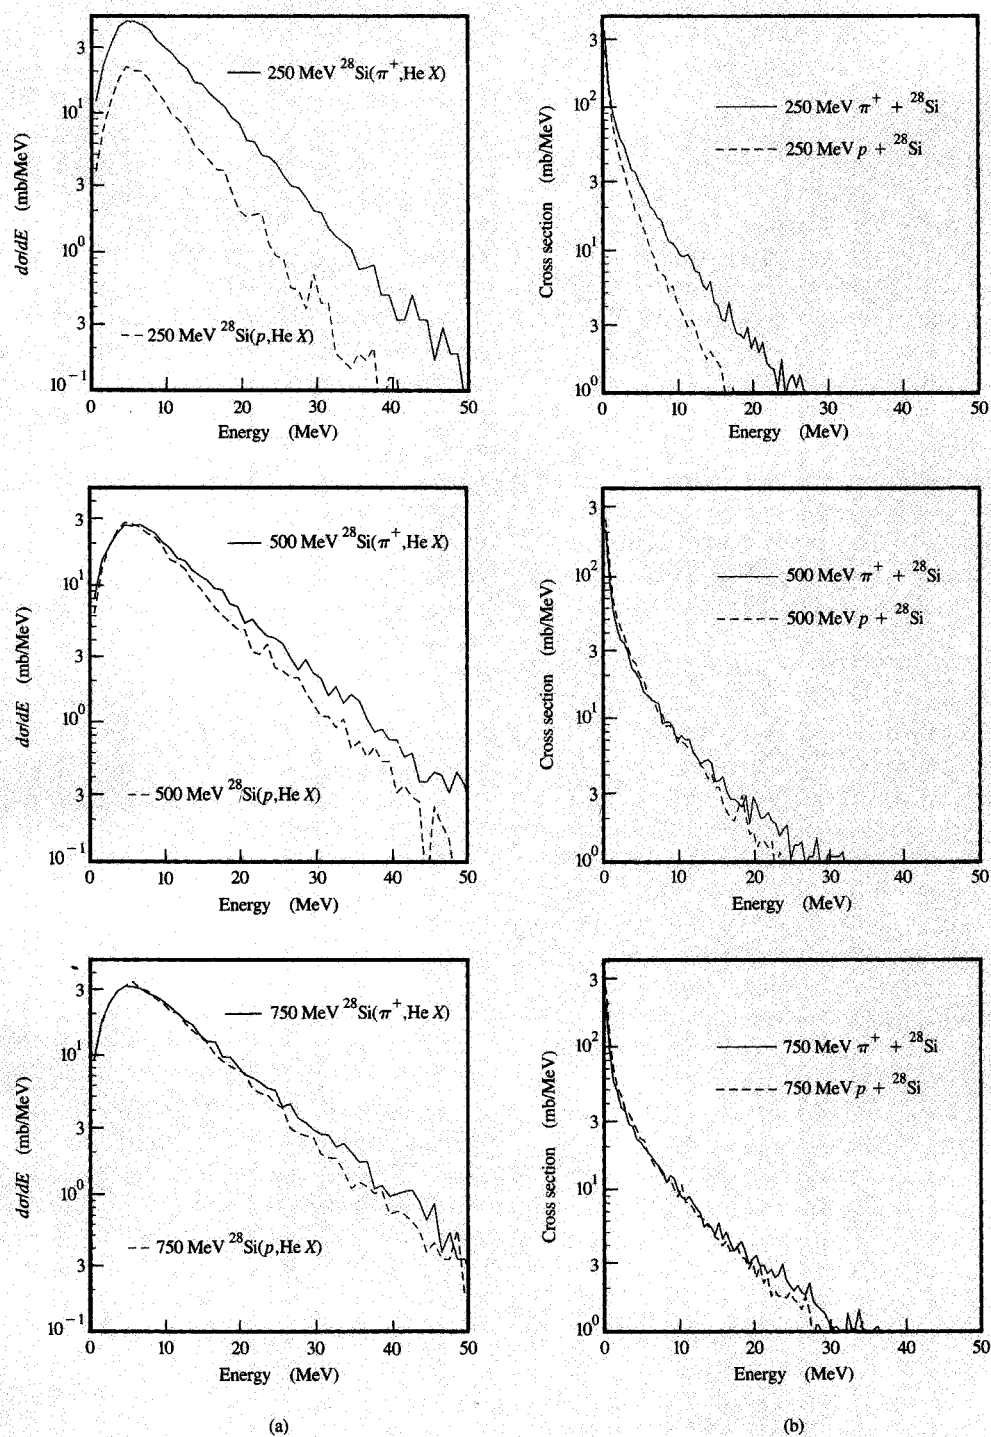 3
10¹
3
10⁰
3
10⁻¹
dσ/dE (mb/MeV)
250 MeV ²⁸Si(π⁺,He X)
250 MeV ²⁸Si(p,He X)
0 10 20 30 40 50
Energy (MeV)
3
10²
3
10¹
3
10⁰
Cross section (mb/MeV)
250 MeV π⁺ + ²⁸Si
250 MeV p + ²⁸Si
0 10 20 30 40 50
Energy (MeV)
3
10¹
3
10⁰
3
10⁻¹
dσ/dE (mb/MeV)
500 MeV ²⁸Si(π⁺,He X)
500 MeV ²⁸Si(p,He X)
0 10 20 30 40 50
Energy (MeV)
3
10²
3
10¹
3
10⁰
Cross section (mb/MeV)
500 MeV π⁺ + ²⁸Si
500 MeV p + ²⁸Si
0 10 20 30 40 50
Energy (MeV)
3
10¹
3
10⁰
3
10⁻¹
dσ/dE (mb/MeV)
750 MeV ²⁸Si(π⁺,He X)
750 MeV ²⁸Si(p,He X)
0 10 20 30 40 50
Energy (MeV)
3
10²
3
10¹
3
10⁰
Cross section (mb/MeV)
750 MeV π⁺ + ²⁸Si
750 MeV p + ²⁸Si
0 10 20 30 40 50
Energy (MeV)
(a)
(b)